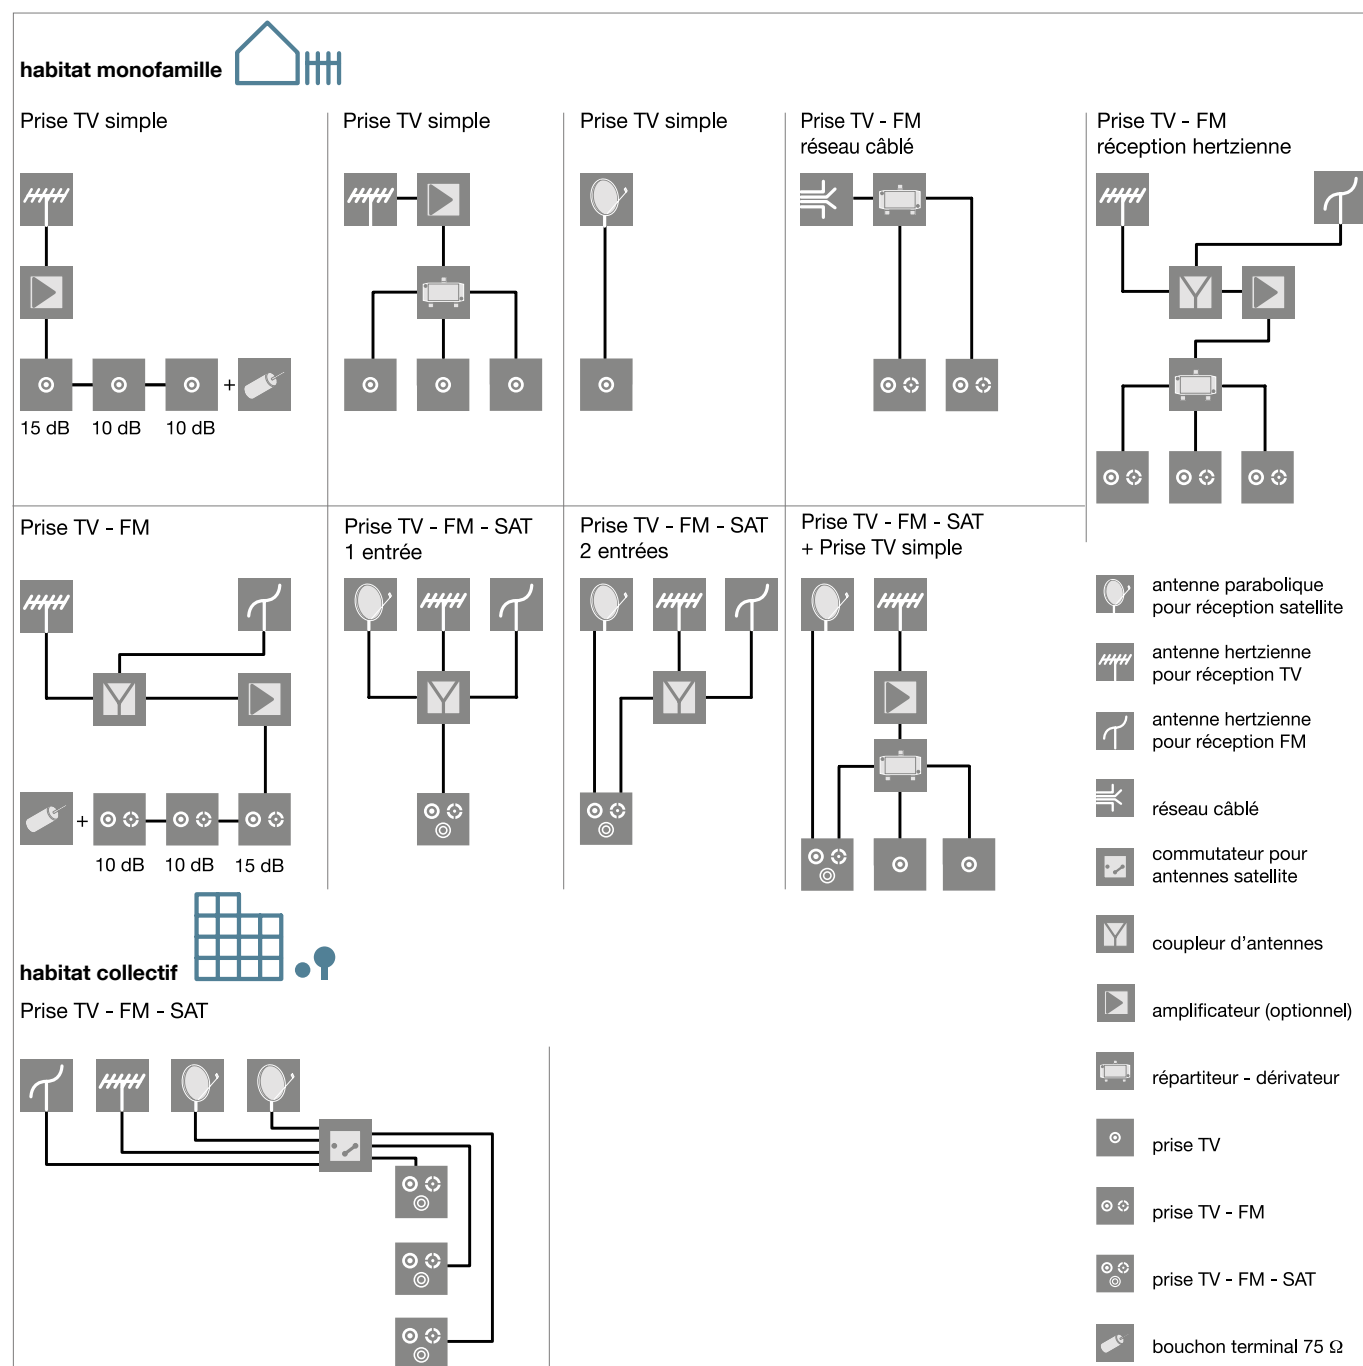 habitat monofamille
Prise TV simple
15 dB
10 dB
10 dB
+
Prise TV simple
Prise TV simple
Prise TV - FM
réseau câblé
Prise TV - FM
réception hertzienne
Prise TV - FM
+
10 dB
10 dB
15 dB
Prise TV - FM - SAT
1 entrée
Prise TV - FM - SAT
2 entrées
Prise TV - FM - SAT
+ Prise TV simple
habitat collectif
Prise TV - FM - SAT
antenne parabolique
pour réception satellite
antenne hertzienne
pour réception TV
antenne hertzienne
pour réception FM
réseau câblé
commutateur pour
antennes satellite
coupleur d'antennes
amplificateur (optionnel)
répartiteur - dérivateur
prise TV
prise TV - FM
prise TV - FM - SAT
bouchon terminal 75 Ω